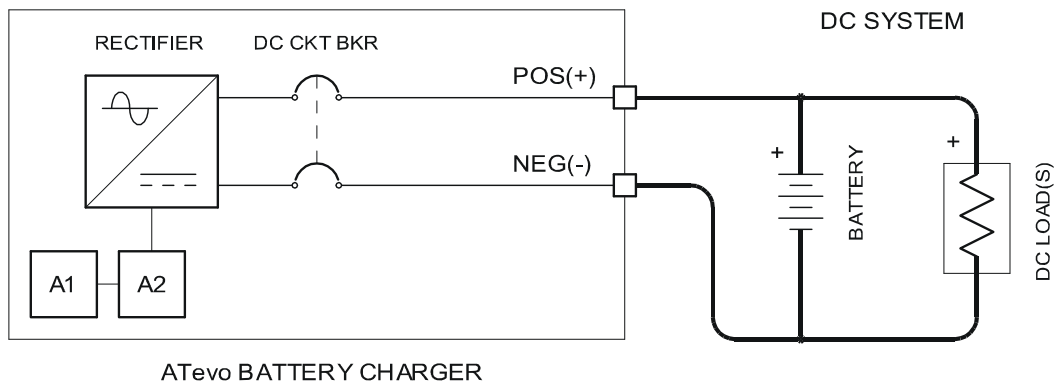 DC SYSTEM
RECTIFIER
DC CKT BKR
POS(+)
+
+
NEG(-)
BATTERY
DC LOAD(S)
A1
A2
ATevo BATTERY CHARGER